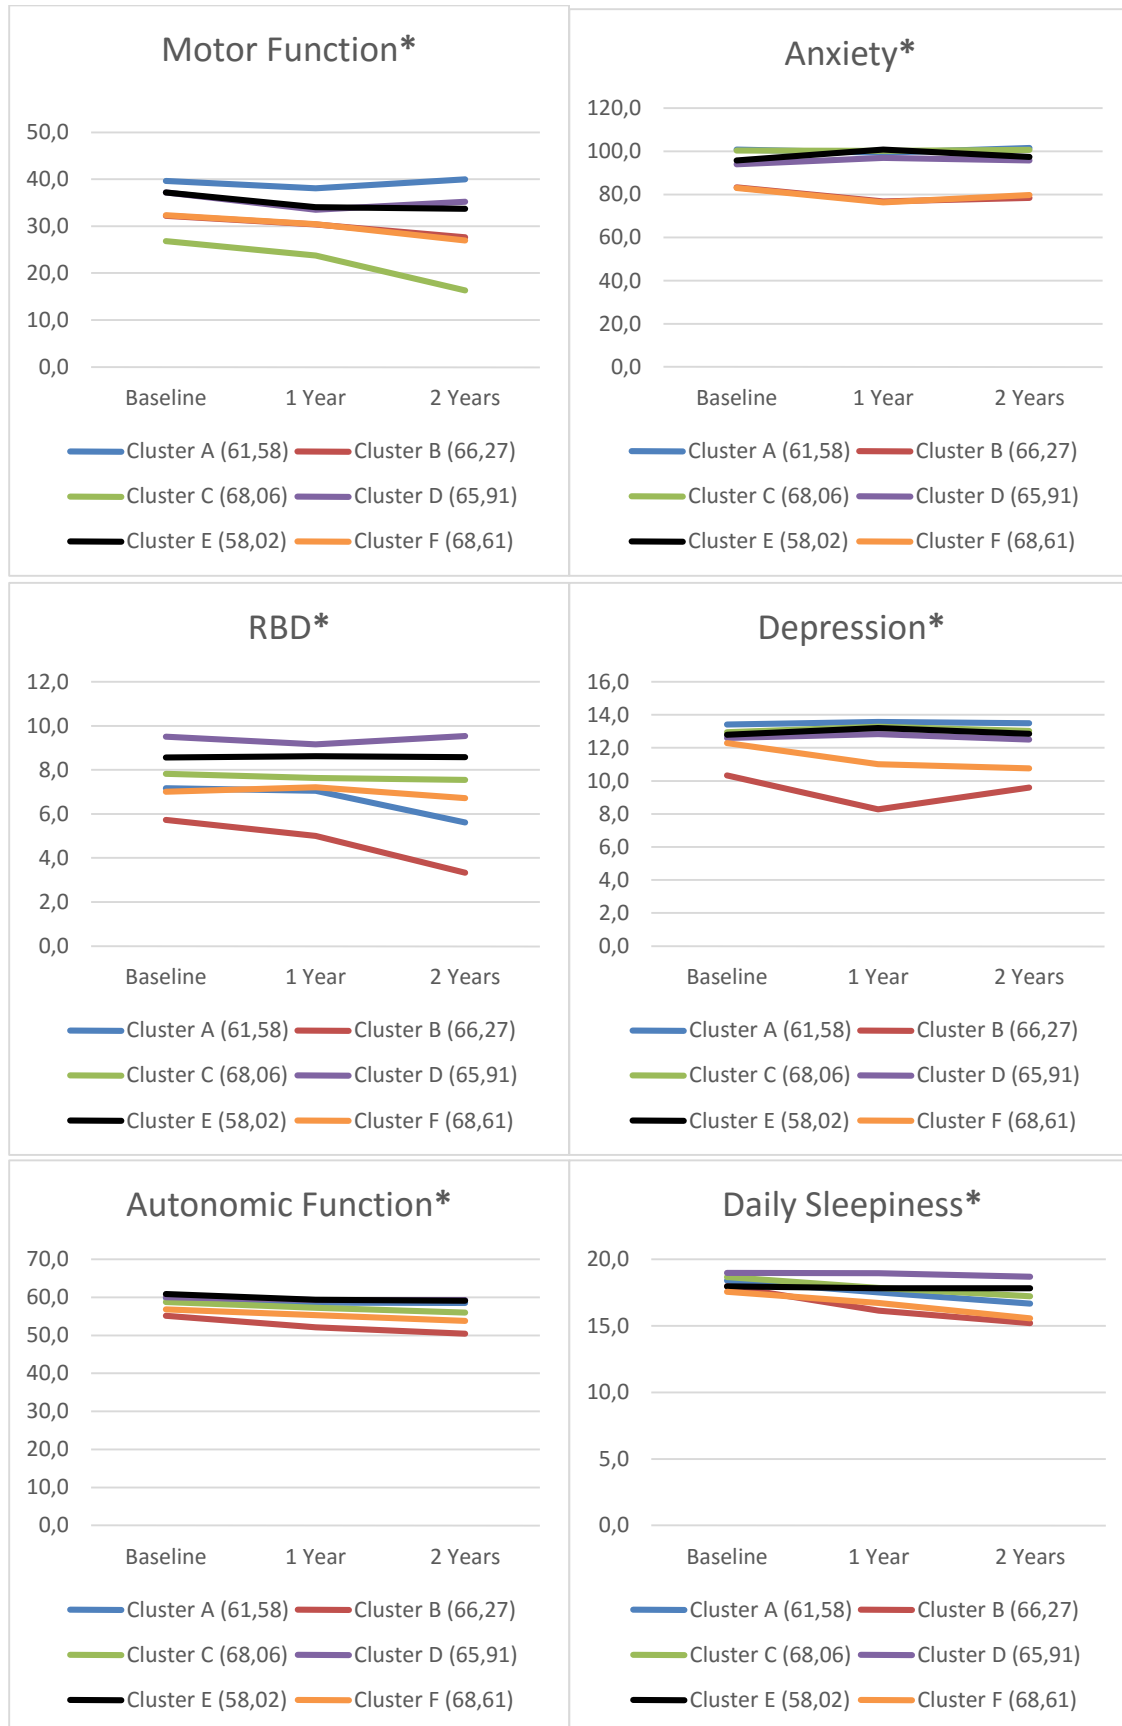 Motor Function*
50,0
40,0
30,0
20,0
10,0
0,0
Baseline 1 Year 2 Years
Cluster A (61,58) Cluster B (66,27)
Cluster C (68,06) Cluster D (65,91)
Cluster E (58,02) Cluster F (68,61)
Anxiety*
120,0
100,0
80,0
60,0
40,0
20,0
0,0
Baseline 1 Year 2 Years
Cluster A (61,58) Cluster B (66,27)
Cluster C (68,06) Cluster D (65,91)
Cluster E (58,02) Cluster F (68,61)
RBD*
12,0
10,0
8,0
6,0
4,0
2,0
0,0
Baseline 1 Year 2 Years
Cluster A (61,58) Cluster B (66,27)
Cluster C (68,06) Cluster D (65,91)
Cluster E (58,02) Cluster F (68,61)
Depression*
16,0
14,0
12,0
10,0
8,0
6,0
4,0
2,0
0,0
Baseline 1 Year 2 Years
Cluster A (61,58) Cluster B (66,27)
Cluster C (68,06) Cluster D (65,91)
Cluster E (58,02) Cluster F (68,61)
Autonomic Function*
70,0
60,0
50,0
40,0
30,0
20,0
10,0
0,0
Baseline 1 Year 2 Years
Cluster A (61,58) Cluster B (66,27)
Cluster C (68,06) Cluster D (65,91)
Cluster E (58,02) Cluster F (68,61)
Daily Sleepiness*
20,0
15,0
10,0
5,0
0,0
Baseline 1 Year 2 Years
Cluster A (61,58) Cluster B (66,27)
Cluster C (68,06) Cluster D (65,91)
Cluster E (58,02) Cluster F (68,61)